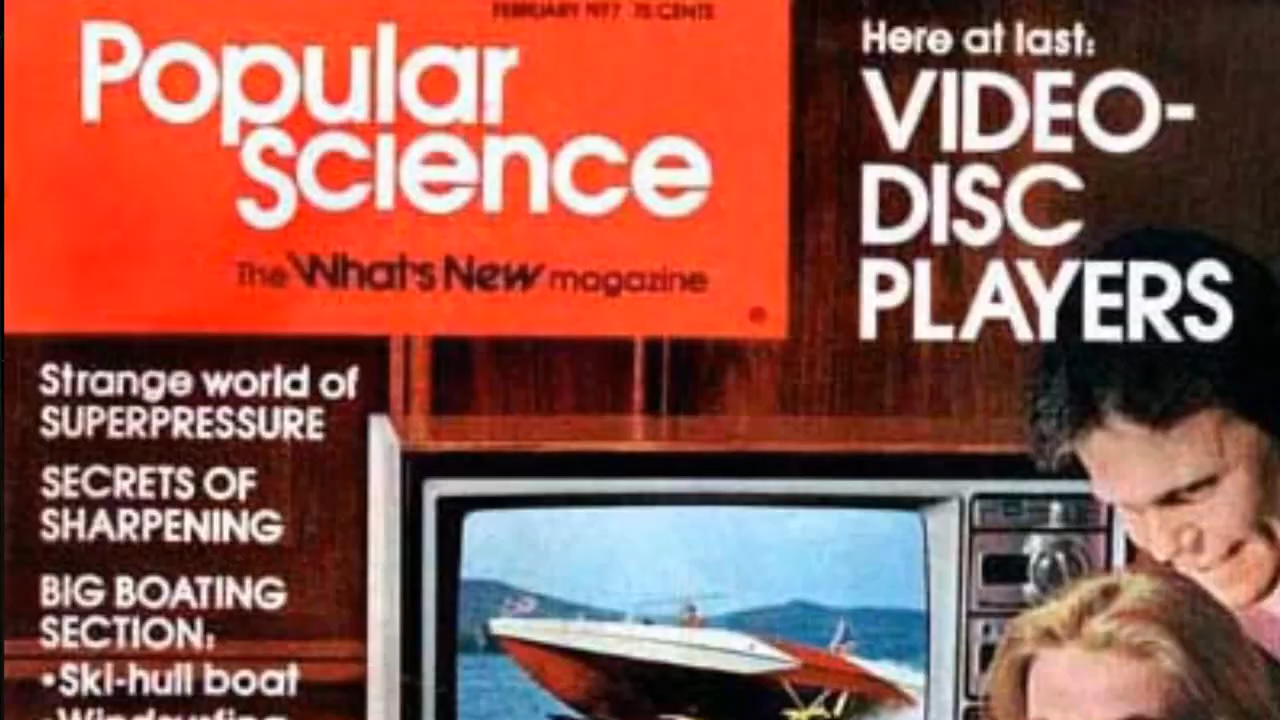 FEBRUARY 1977 75 CENTS
Popular
Science
The What's New magazine
Here at last:
VIDEO-
DISC
PLAYERS
Strange world of
SUPERPRESSURE
SECRETS OF
SHARPENING
BIG BOATING
SECTION:
•Ski-hull boat
•Windsurfing